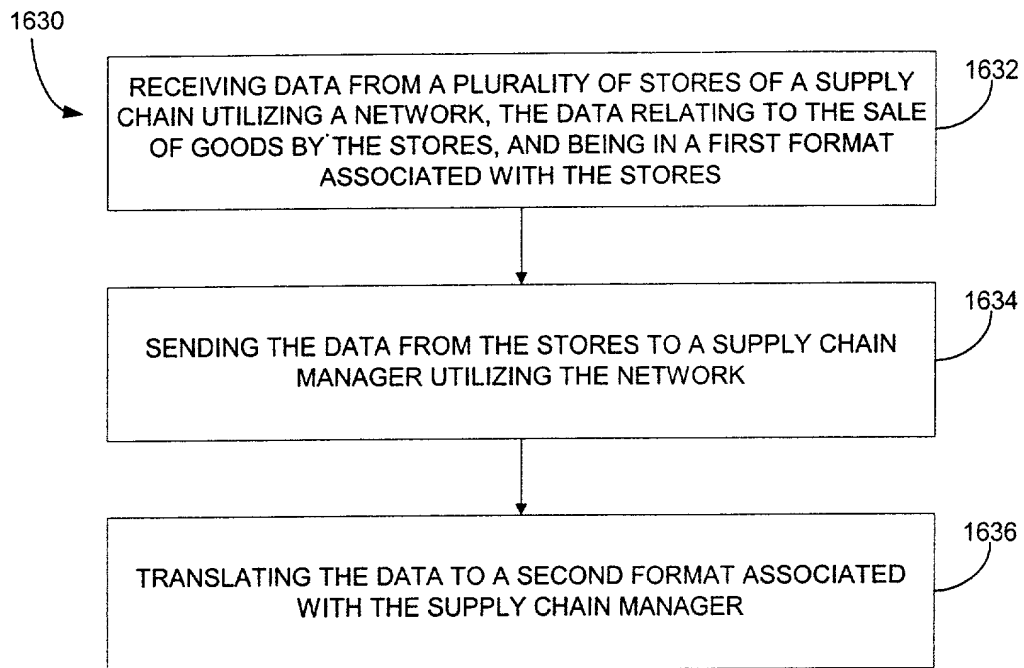 1630
RECEIVING DATA FROM A PLURALITY OF STORES OF A SUPPLY
CHAIN UTILIZING A NETWORK, THE DATA RELATING TO THE SALE
OF GOODS BY THE STORES, AND BEING IN A FIRST FORMAT
ASSOCIATED WITH THE STORES
1632
SENDING THE DATA FROM THE STORES TO A SUPPLY CHAIN
MANAGER UTILIZING THE NETWORK
1634
TRANSLATING THE DATA TO A SECOND FORMAT ASSOCIATED
WITH THE SUPPLY CHAIN MANAGER
1636